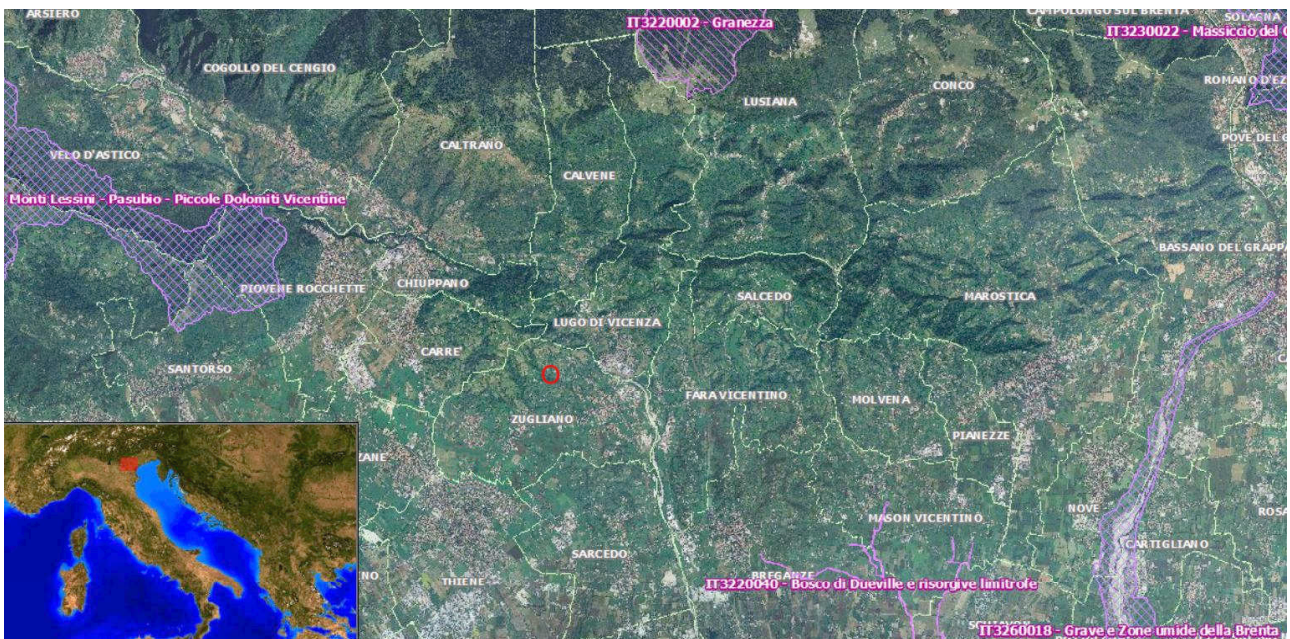 ARSIERO
IT3220002 - Granezza
CAMPOLONGO SUL BRENTA
SOLAGNA
IT3230022 - Massiccio del G
COGOLLO DEL CENGIO
ROMANO D'EZ
CONCO
LUSIANA
POVE DEL G
CALTRANO
VELO D'ASTICO
CALVENE
Monti Lessini - Pasubio - Piccole Dolomiti Vicentine
BASSANO DEL GRAPPA
PIOVENE ROCCHETTE
CHIUPPANO
SALCEDO
MAROSTICA
LUGO DI VICENZA
CARRE'
SANTORSO
FARA VICENTINO
MOLVENA
ZUGLIANO
PIANEZZE
ZANE
NOVE
ROSA
MASON VICENTINO
CARTIGLIANO
SARCEDO
THIENE
NO
BREGANZE
IT3220040 - Bosco di Dueville e risorgive limitrofe
SCHIAVON
IT3260018 - Grave e Zone umide della Brenta